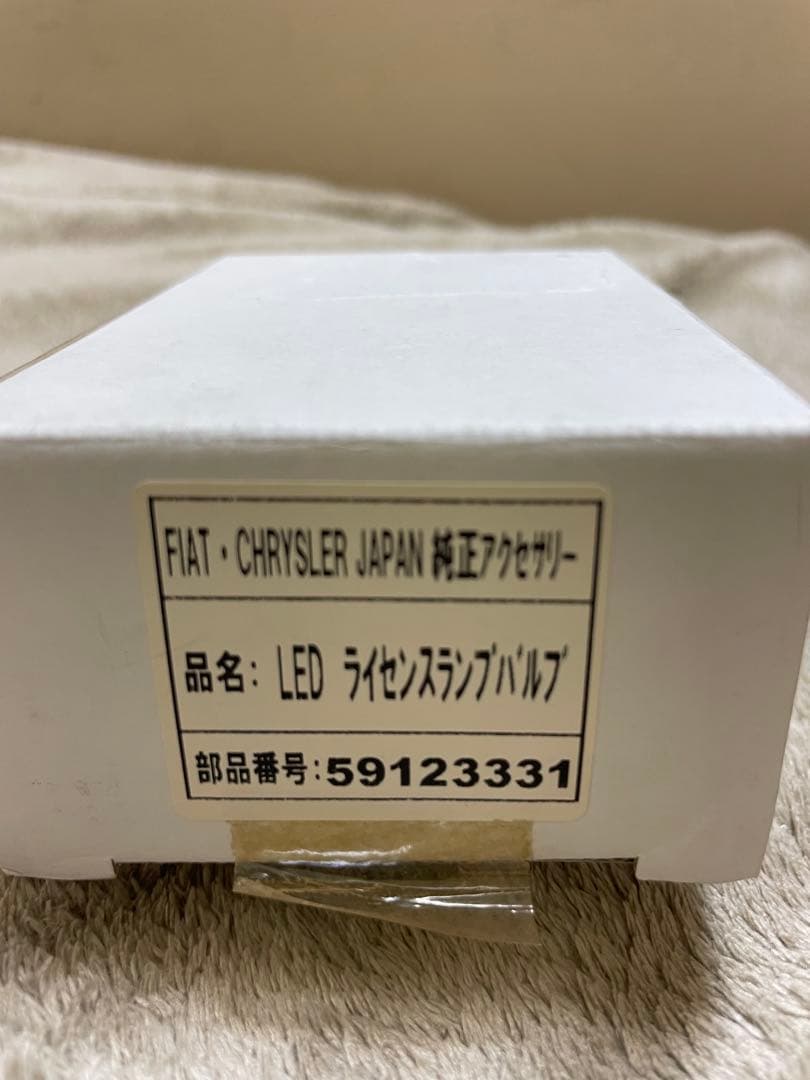 FIAT・CHRYSLER JAPAN 純正アクセサリー
品名: LED ライセンスランプバルブ
部品番号:59123331